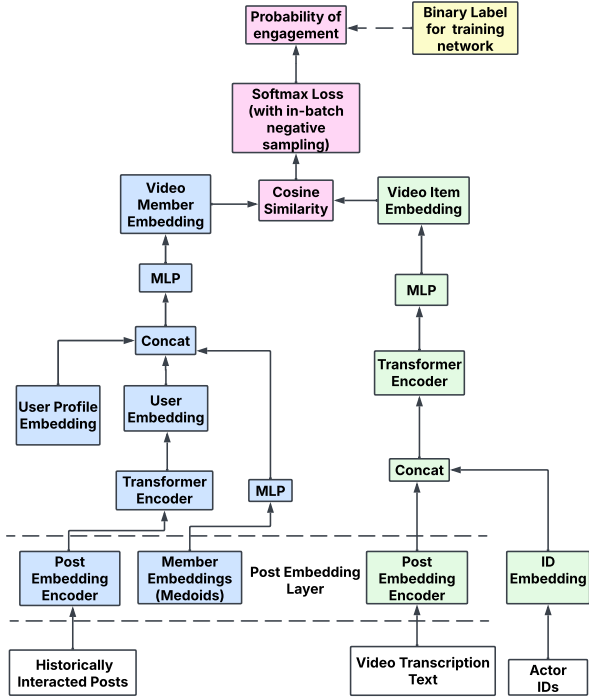 Probability of
engagement
Binary Label
for training
network
Softmax Loss
(with in-batch
negative
sampling)
Video
Member
Embedding
Cosine
Similarity
Video Item
Embedding
MLP
MLP
Concat
User Profile
Embedding
User
Embedding
Transformer
Encoder
Transformer
Encoder
MLP
Concat
Post
Embedding
Encoder
Member
Embeddings
(Medoids)
Post Embedding
Layer
Post
Embedding
Encoder
ID
Embedding
Historically
Interacted Posts
Video Transcription
Text
Actor
IDs